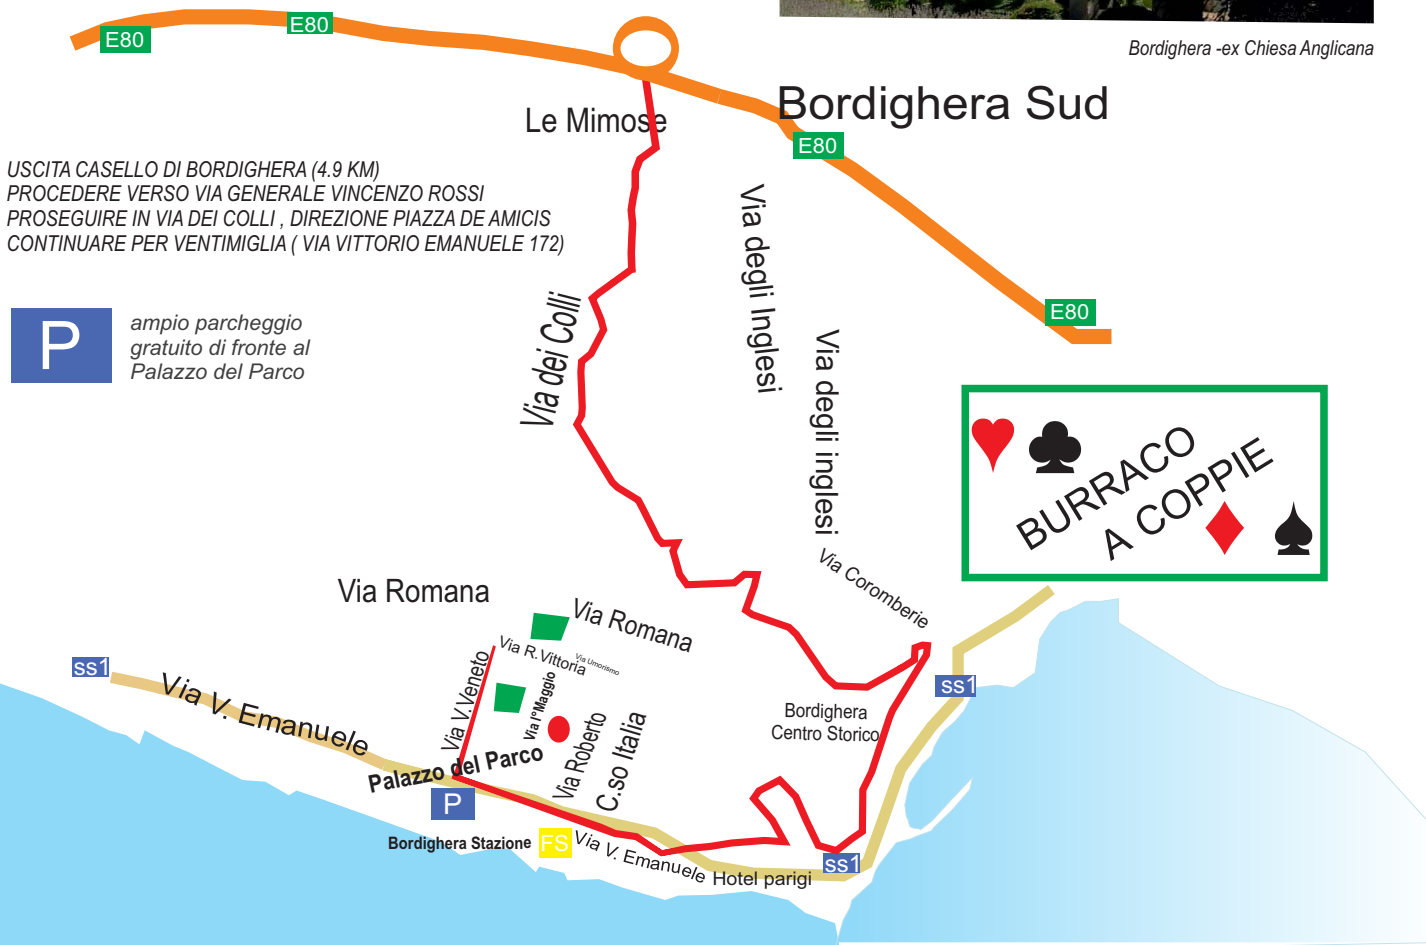 Bordighera -ex Chiesa Anglicana
E80
E80
Bordighera Sud
Le Mimose
E80
USCITA CASELLO DI BORDIGHERA (4.9 KM)
PROCEDERE VERSO VIA GENERALE VINCENZO ROSSI
PROSEGUIRE IN VIA DEI COLLI , DIREZIONE PIAZZA DE AMICIS
CONTINUARE PER VENTIMIGLIA ( VIA VITTORIO EMANUELE 172)
Via degli Inglesi
E80
P
ampio parcheggio
gratuito di fronte al
Palazzo del Parco
Via dei Colli
Via degli inglesi
BURRACO
A COPPIE
Via Coromberie
Via Romana
Via Romana
Via R.Vittoria
Via Umorismo
ss1
Via V. Emanuele
Via V.Veneto
Via I°Maggio
Via Roberto
C.so Italia
ss1
Bordighera
Centro Storico
Palazzo del Parco
P
Bordighera Stazione
FS
Via V. Emanuele
Hotel parigi
ss1